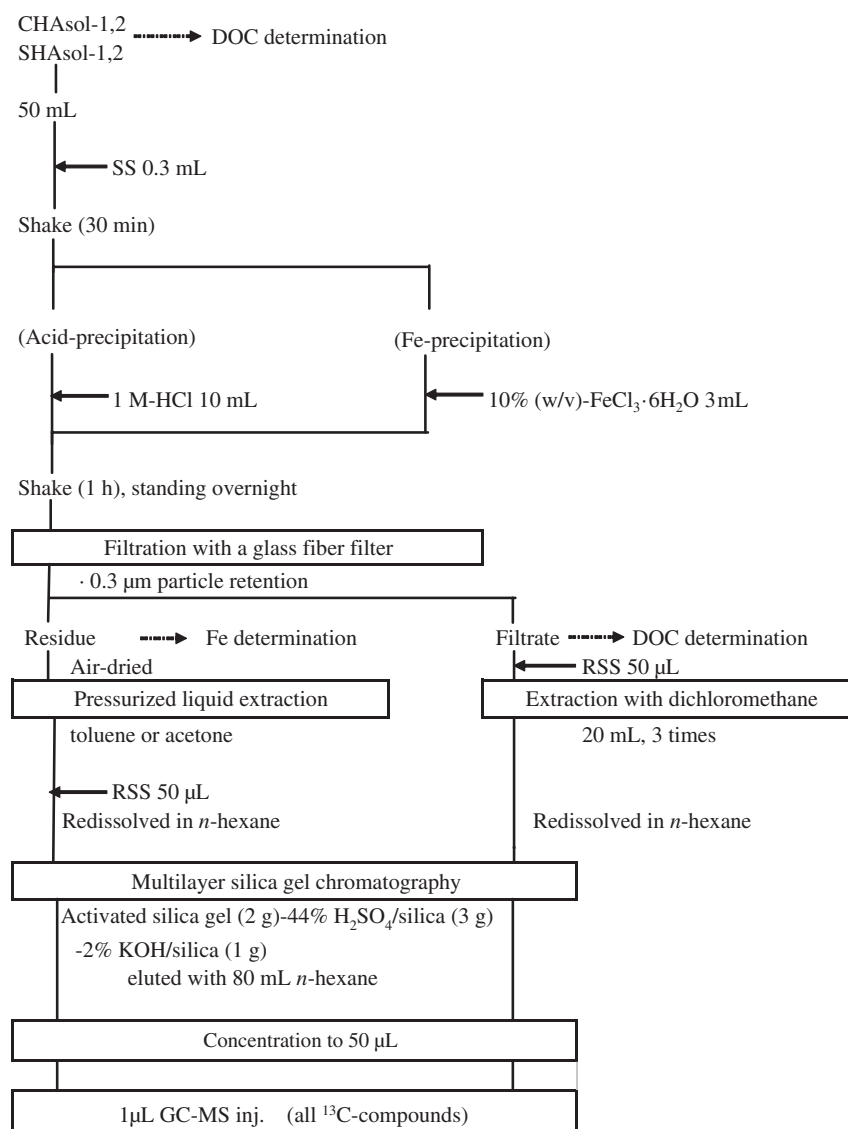 CHAsol-1,2
SHAsol-1,2
DOC determination
50 mL
SS 0.3 mL
Shake (30 min)
(Acid-precipitation)
(Fe-precipitation)
1 M-HCl 10 mL
10% (w/v)-FeCl₃·6H₂O 3mL
Shake (1 h), standing overnight
Filtration with a glass fiber filter
· 0.3 µm particle retention
Residue
Fe determination
Filtrate
DOC determination
Air-dried
RSS 50 µL
Pressurized liquid extraction
Extraction with dichloromethane
toluene or acetone
20 mL, 3 times
RSS 50 µL
Redissolved in n-hexane
Redissolved in n-hexane
Multilayer silica gel chromatography
Activated silica gel (2 g)-44% H₂SO₄/silica (3 g)
-2% KOH/silica (1 g)
eluted with 80 mL n-hexane
Concentration to 50 µL
1µL GC-MS inj. (all ¹³C-compounds)